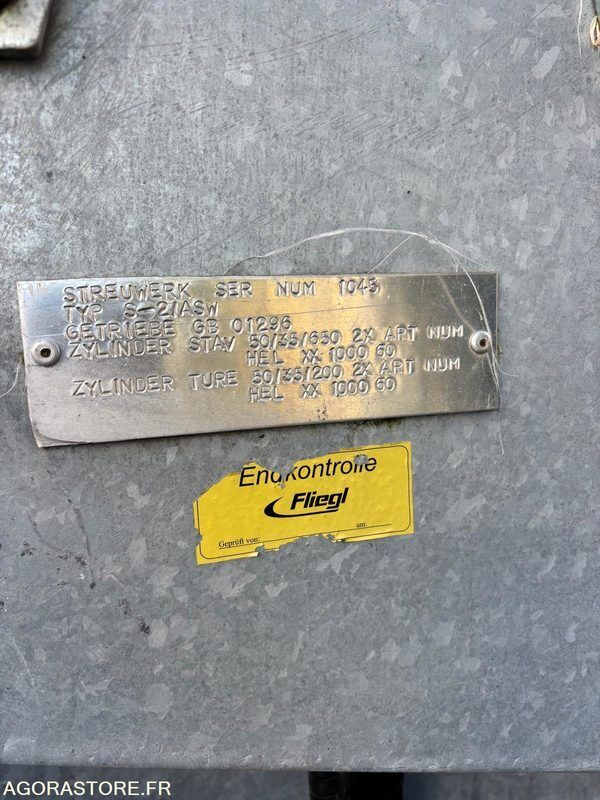 STREUWERK SER NUM 1045
TYP S-2/ASW
GETRIEBE GB 01296
ZYLINDER STAV 50/35/650 2X ART NUM
HEL XX 1000 60
ZYLINDER TURE 50/35/200 2X ART NUM
HEL XX 1000 60
Endkontrolle
Fliegl
Geprüft von: am:
AGORASTORE.FR